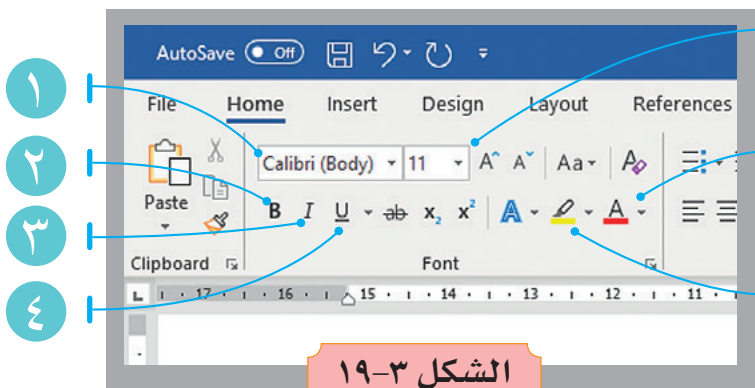 AutoSave Off
File Home Insert Design Layout References
١
Calibri (Body) 11 A A Aa A
٢
Paste
B I U ab x₂ x² A A
٣
Clipboard Font
٤
17 16 15 14 13 12 11
الشكل ٣-١٩